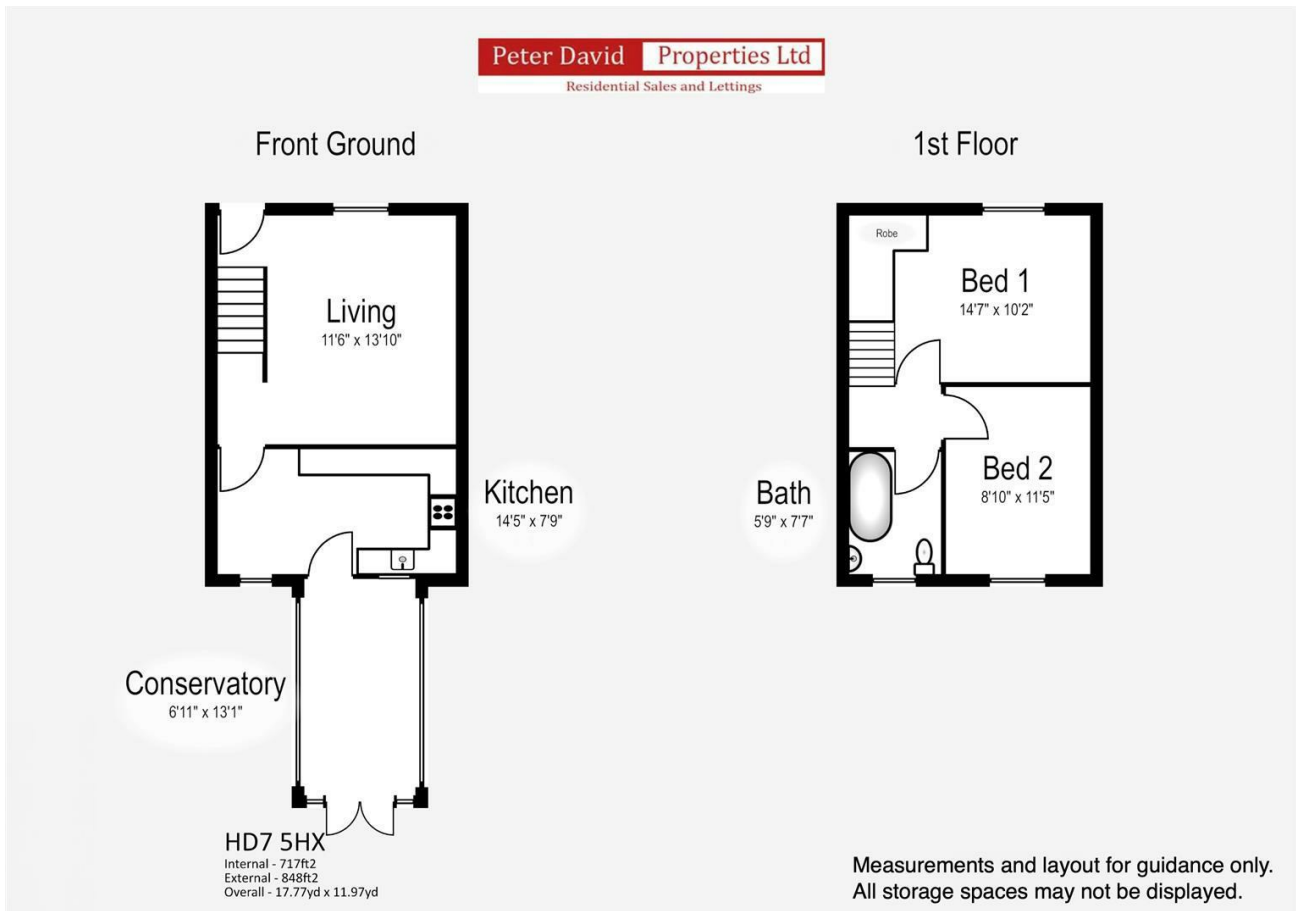 Peter David Properties Ltd
Residential Sales and Lettings
Front Ground
1st Floor
Living
11'6" x 13'10"
Kitchen
14'5" x 7'9"
Conservatory
6'11" x 13'1"
Robe
Bed 1
14'7" x 10'2"
Bed 2
8'10" x 11'5"
Bath
5'9" x 7'7"
HD7 5HX
Internal - 717ft2
External - 848ft2
Overall - 17.77yd x 11.97yd
Measurements and layout for guidance only.
All storage spaces may not be displayed.